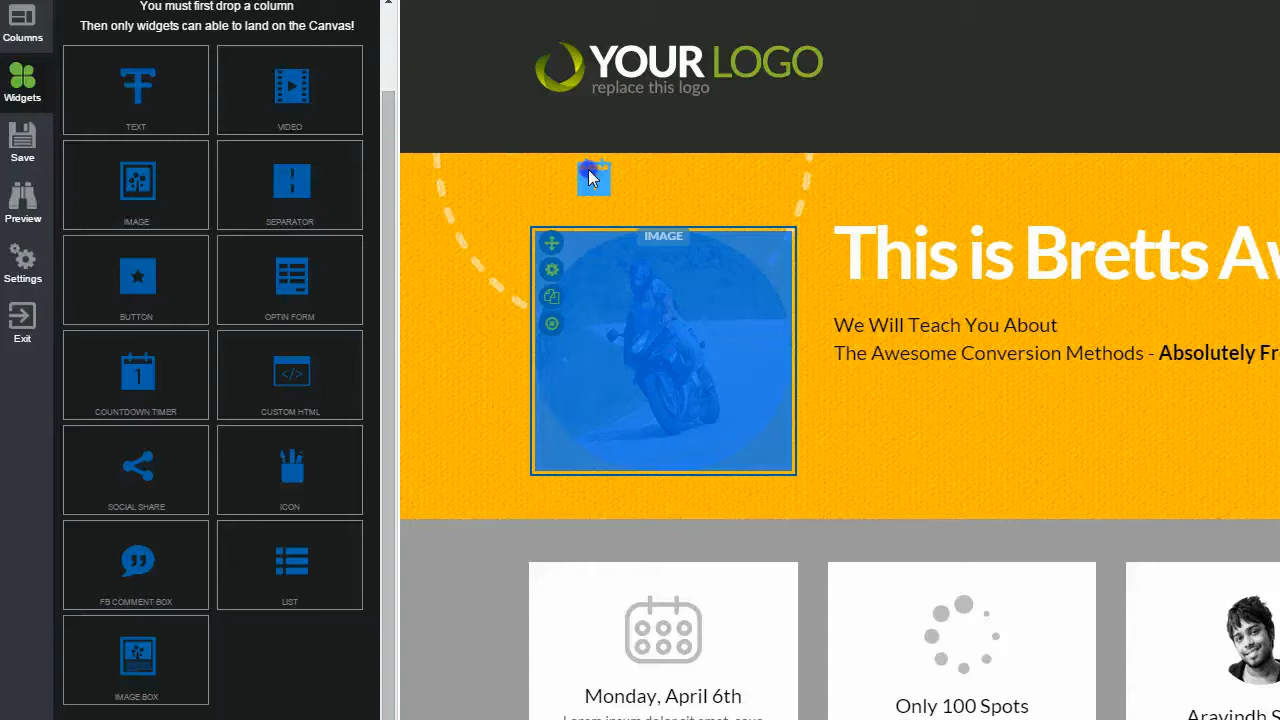 You must first drop a column
Then only widgets can able to land on the Canvas!
Columns
Widgets
Save
Preview
Settings
Exit
TEXT
VIDEO
IMAGE
SEPARATOR
BUTTON
OPTIN FORM
1
COUNTDOWN TIMER
</>
CUSTOM HTML
SOCIAL SHARE
ICON
FB COMMENT BOX
LIST
IMAGE BOX
YOUR LOGO
replace this logo
IMAGE
This is Bretts Aw
We Will Teach You About
The Awesome Conversion Methods - Absolutely Fr
Monday, April 6th
Only 100 Spots
Aravindh S